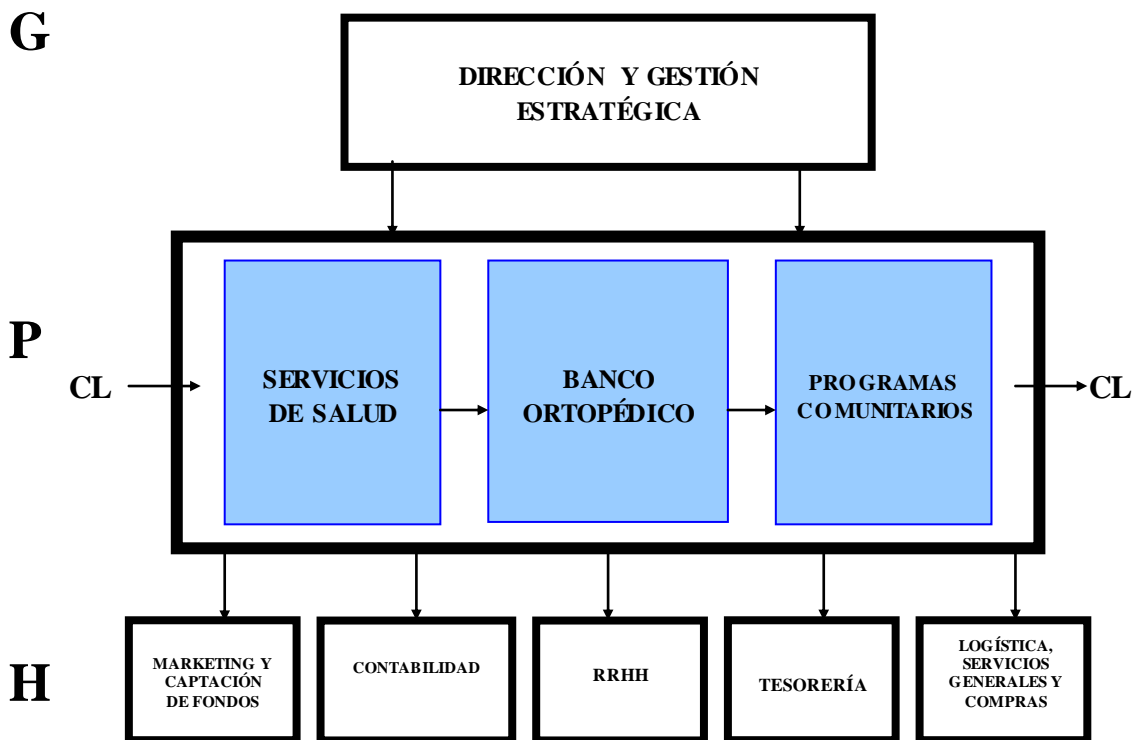 G
DIRECCIÓN Y GESTIÓN
ESTRATÉGICA
P
CL
SERVICIOS
DE SALUD
BANCO
ORTOPÉDICO
PROGRAMAS
COMUNITARIOS
CL
H
MARKETING Y
CAPTACIÓN
DE FONDOS
CONTABILIDAD
RRHH
TESORERÍA
LOGÍSTICA,
SERVICIOS
GENERALES Y
COMPRAS